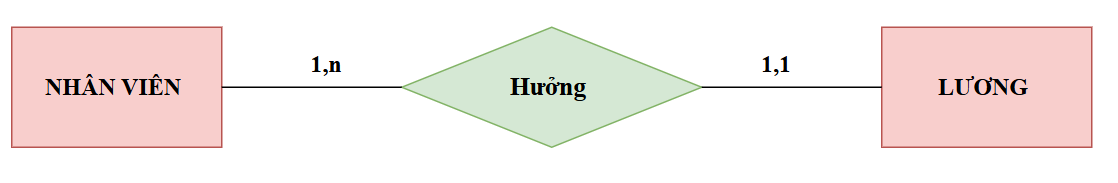 1,n
1,1
NHÂN VIÊN
Hưởng
LƯƠNG